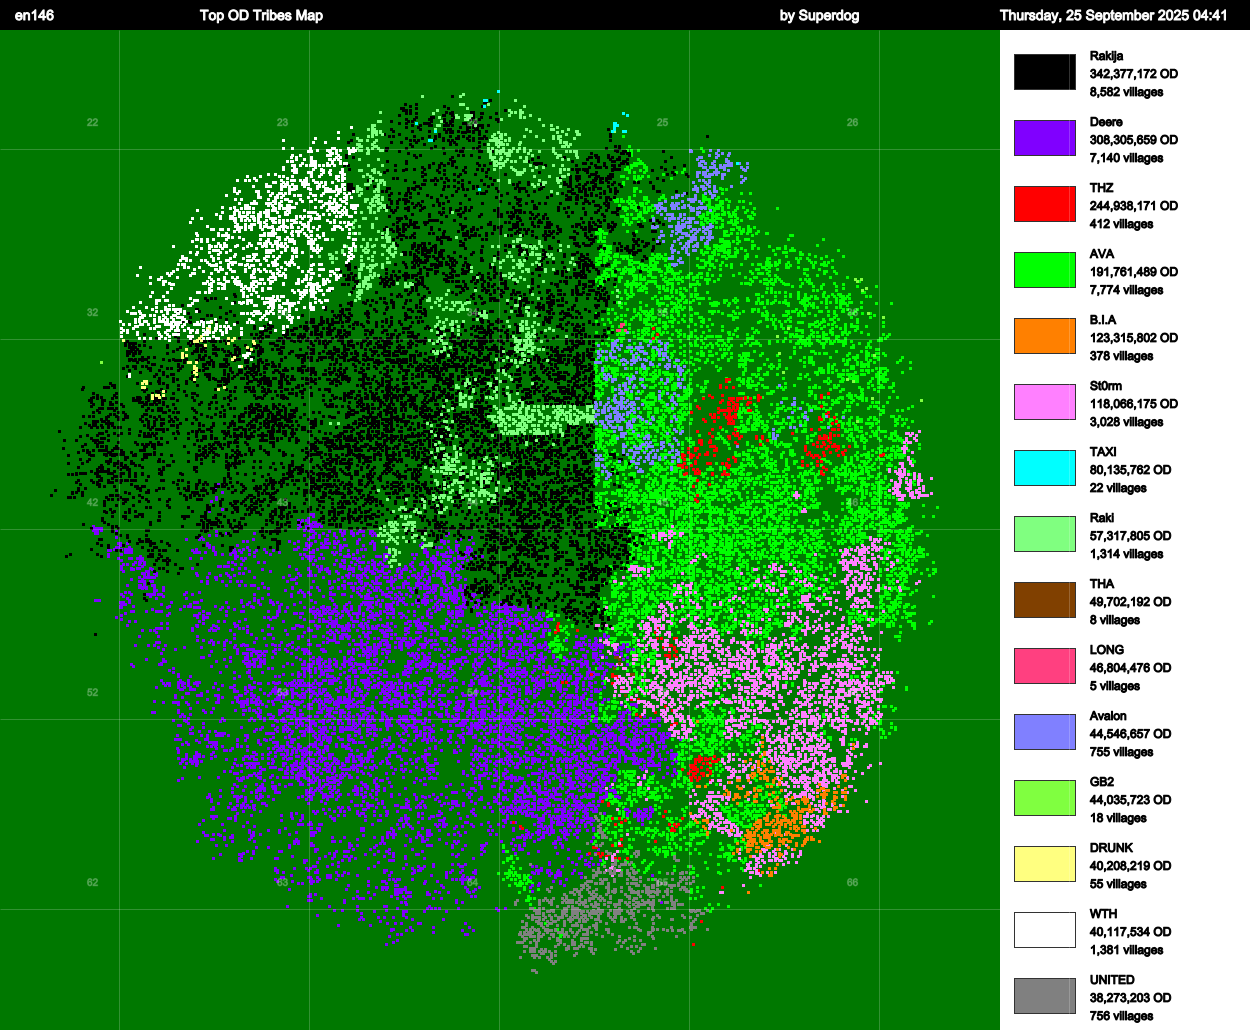 en146 Top OD Tribes Map by Superdog Thursday, 25 September 2025 04:41
Rakija
342,377,172 OD
8,582 villages
Deere
308,305,659 OD
7,140 villages
THZ
244,938,171 OD
412 villages
AVA
191,761,489 OD
7,774 villages
B.I.A
123,315,802 OD
378 villages
St0rm
118,066,175 OD
3,028 villages
TAXI
80,135,762 OD
22 villages
Raki
57,317,805 OD
1,314 villages
THA
49,702,192 OD
8 villages
LONG
46,804,476 OD
5 villages
Avalon
44,546,657 OD
755 villages
GB2
44,035,723 OD
18 villages
DRUNK
40,208,219 OD
55 villages
WTH
40,117,534 OD
1,381 villages
UNITED
38,273,203 OD
756 villages
22 23 25 26
32
42 43
52 53 54
62 63 64 66